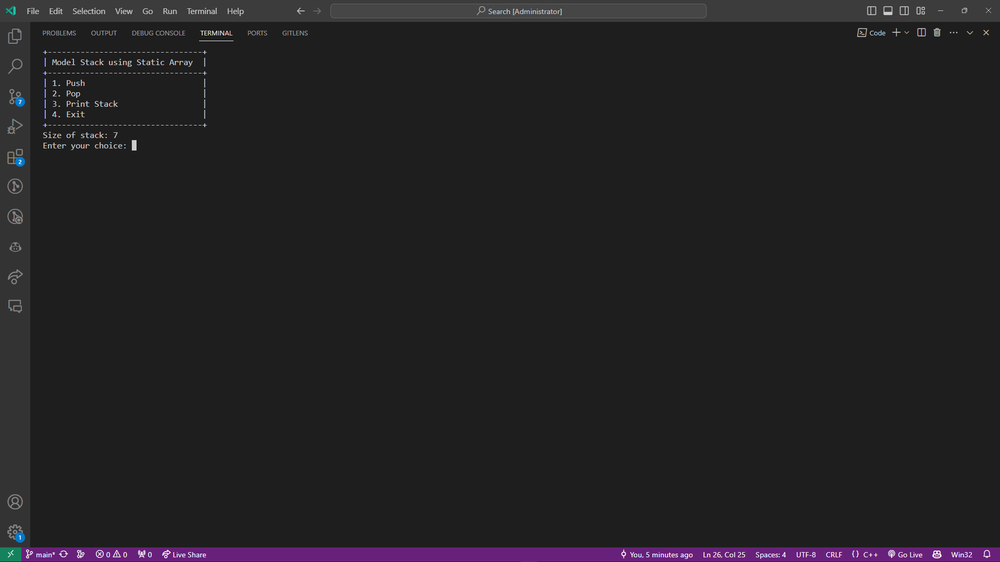 File Edit Selection View Go Run Terminal Help Search [Administrator]
PROBLEMS OUTPUT DEBUG CONSOLE TERMINAL PORTS GITLENS Code
+---------------------------------+
| Model Stack using Static Array  |
+---------------------------------+
| 1. Push                         |
| 2. Pop                          |
| 3. Print Stack                  |
| 4. Exit                         |
+---------------------------------+
Size of stack: 7
Enter your choice:
7
2
1
main* 0 0 0 Live Share You, 5 minutes ago Ln 26, Col 25 Spaces: 4 UTF-8 CRLF {} C++ Go Live Win32